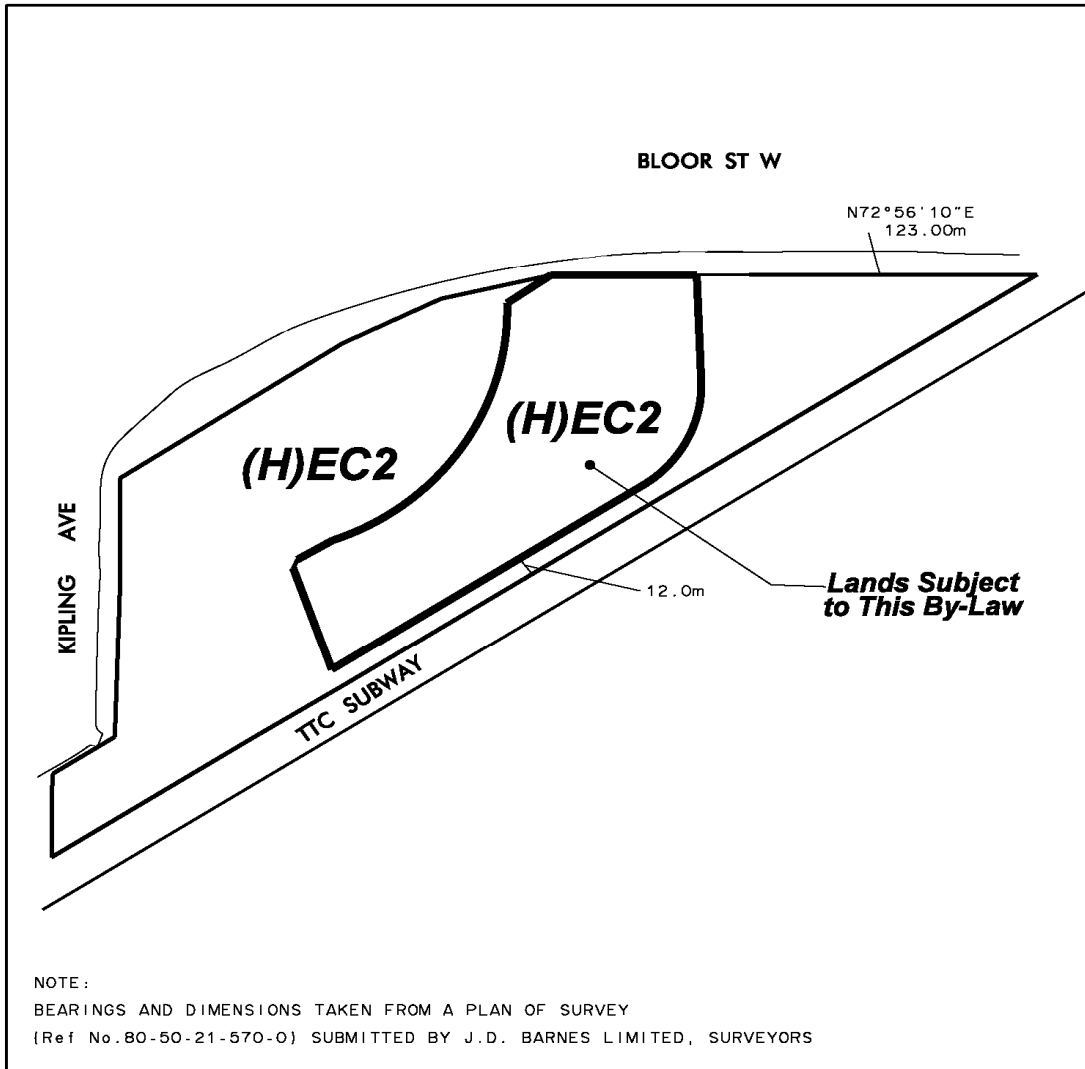 BLOOR ST W
N72°56'10"E
123.00m
(H)EC2
(H)EC2
KIPLING AVE
12.0m
Lands Subject
to This By-Law
TTC SUBWAY
NOTE:
BEARINGS AND DIMENSIONS TAKEN FROM A PLAN OF SURVEY
(Ref No.80-50-21-570-0) SUBMITTED BY J.D. BARNES LIMITED, SURVEYORS